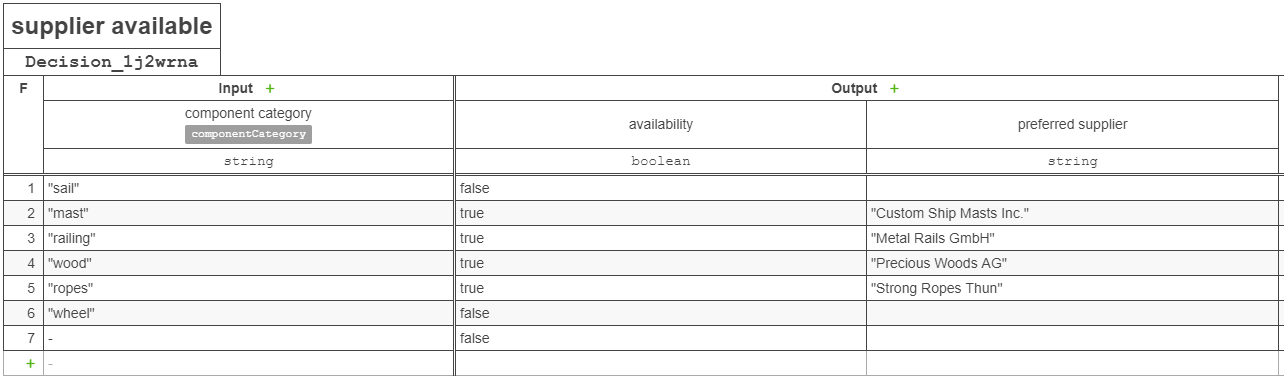 supplier available
Decision_1j2wrna
F Input + Output +
component category availability preferred supplier
componentCategory
string boolean string
1 "sail" false
2 "mast" true "Custom Ship Masts Inc."
3 "railing" true "Metal Rails GmbH"
4 "wood" true "Precious Woods AG"
5 "ropes" true "Strong Ropes Thun"
6 "wheel" false
7 - false
+ -